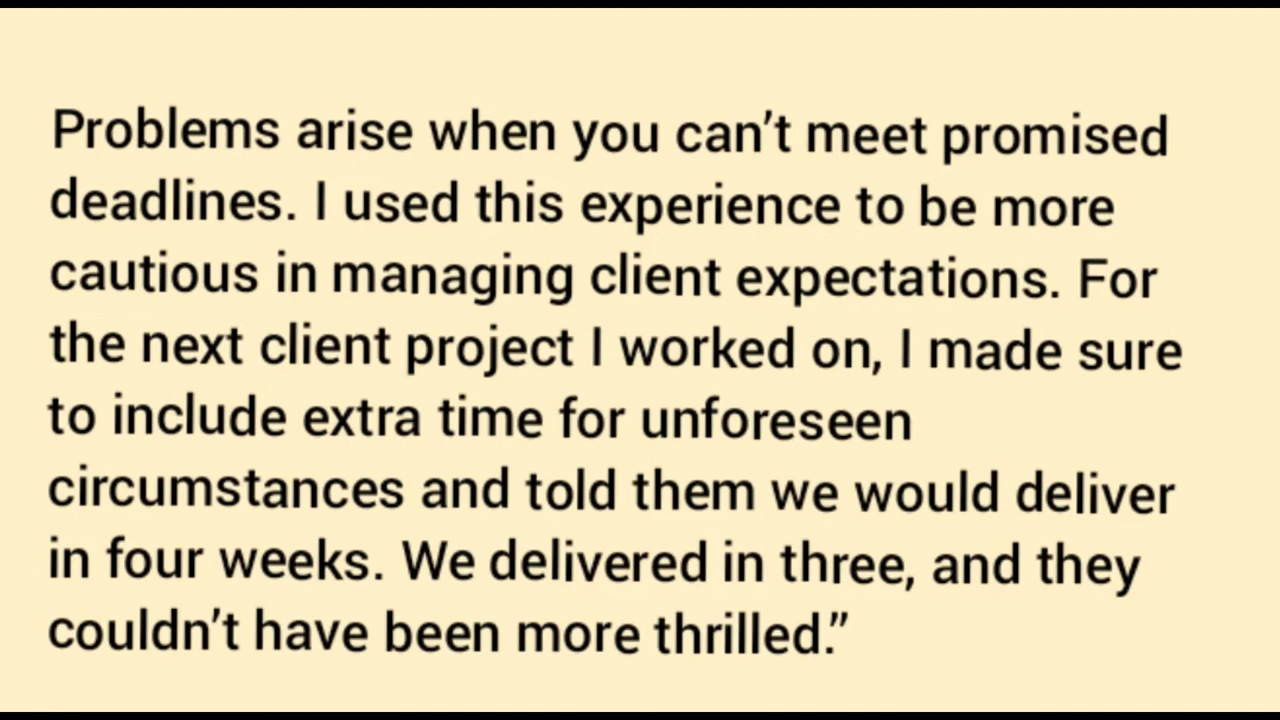 Problems arise when you can’t meet promised
deadlines. I used this experience to be more
cautious in managing client expectations. For
the next client project I worked on, I made sure
to include extra time for unforeseen
circumstances and told them we would deliver
in four weeks. We delivered in three, and they
couldn’t have been more thrilled.”